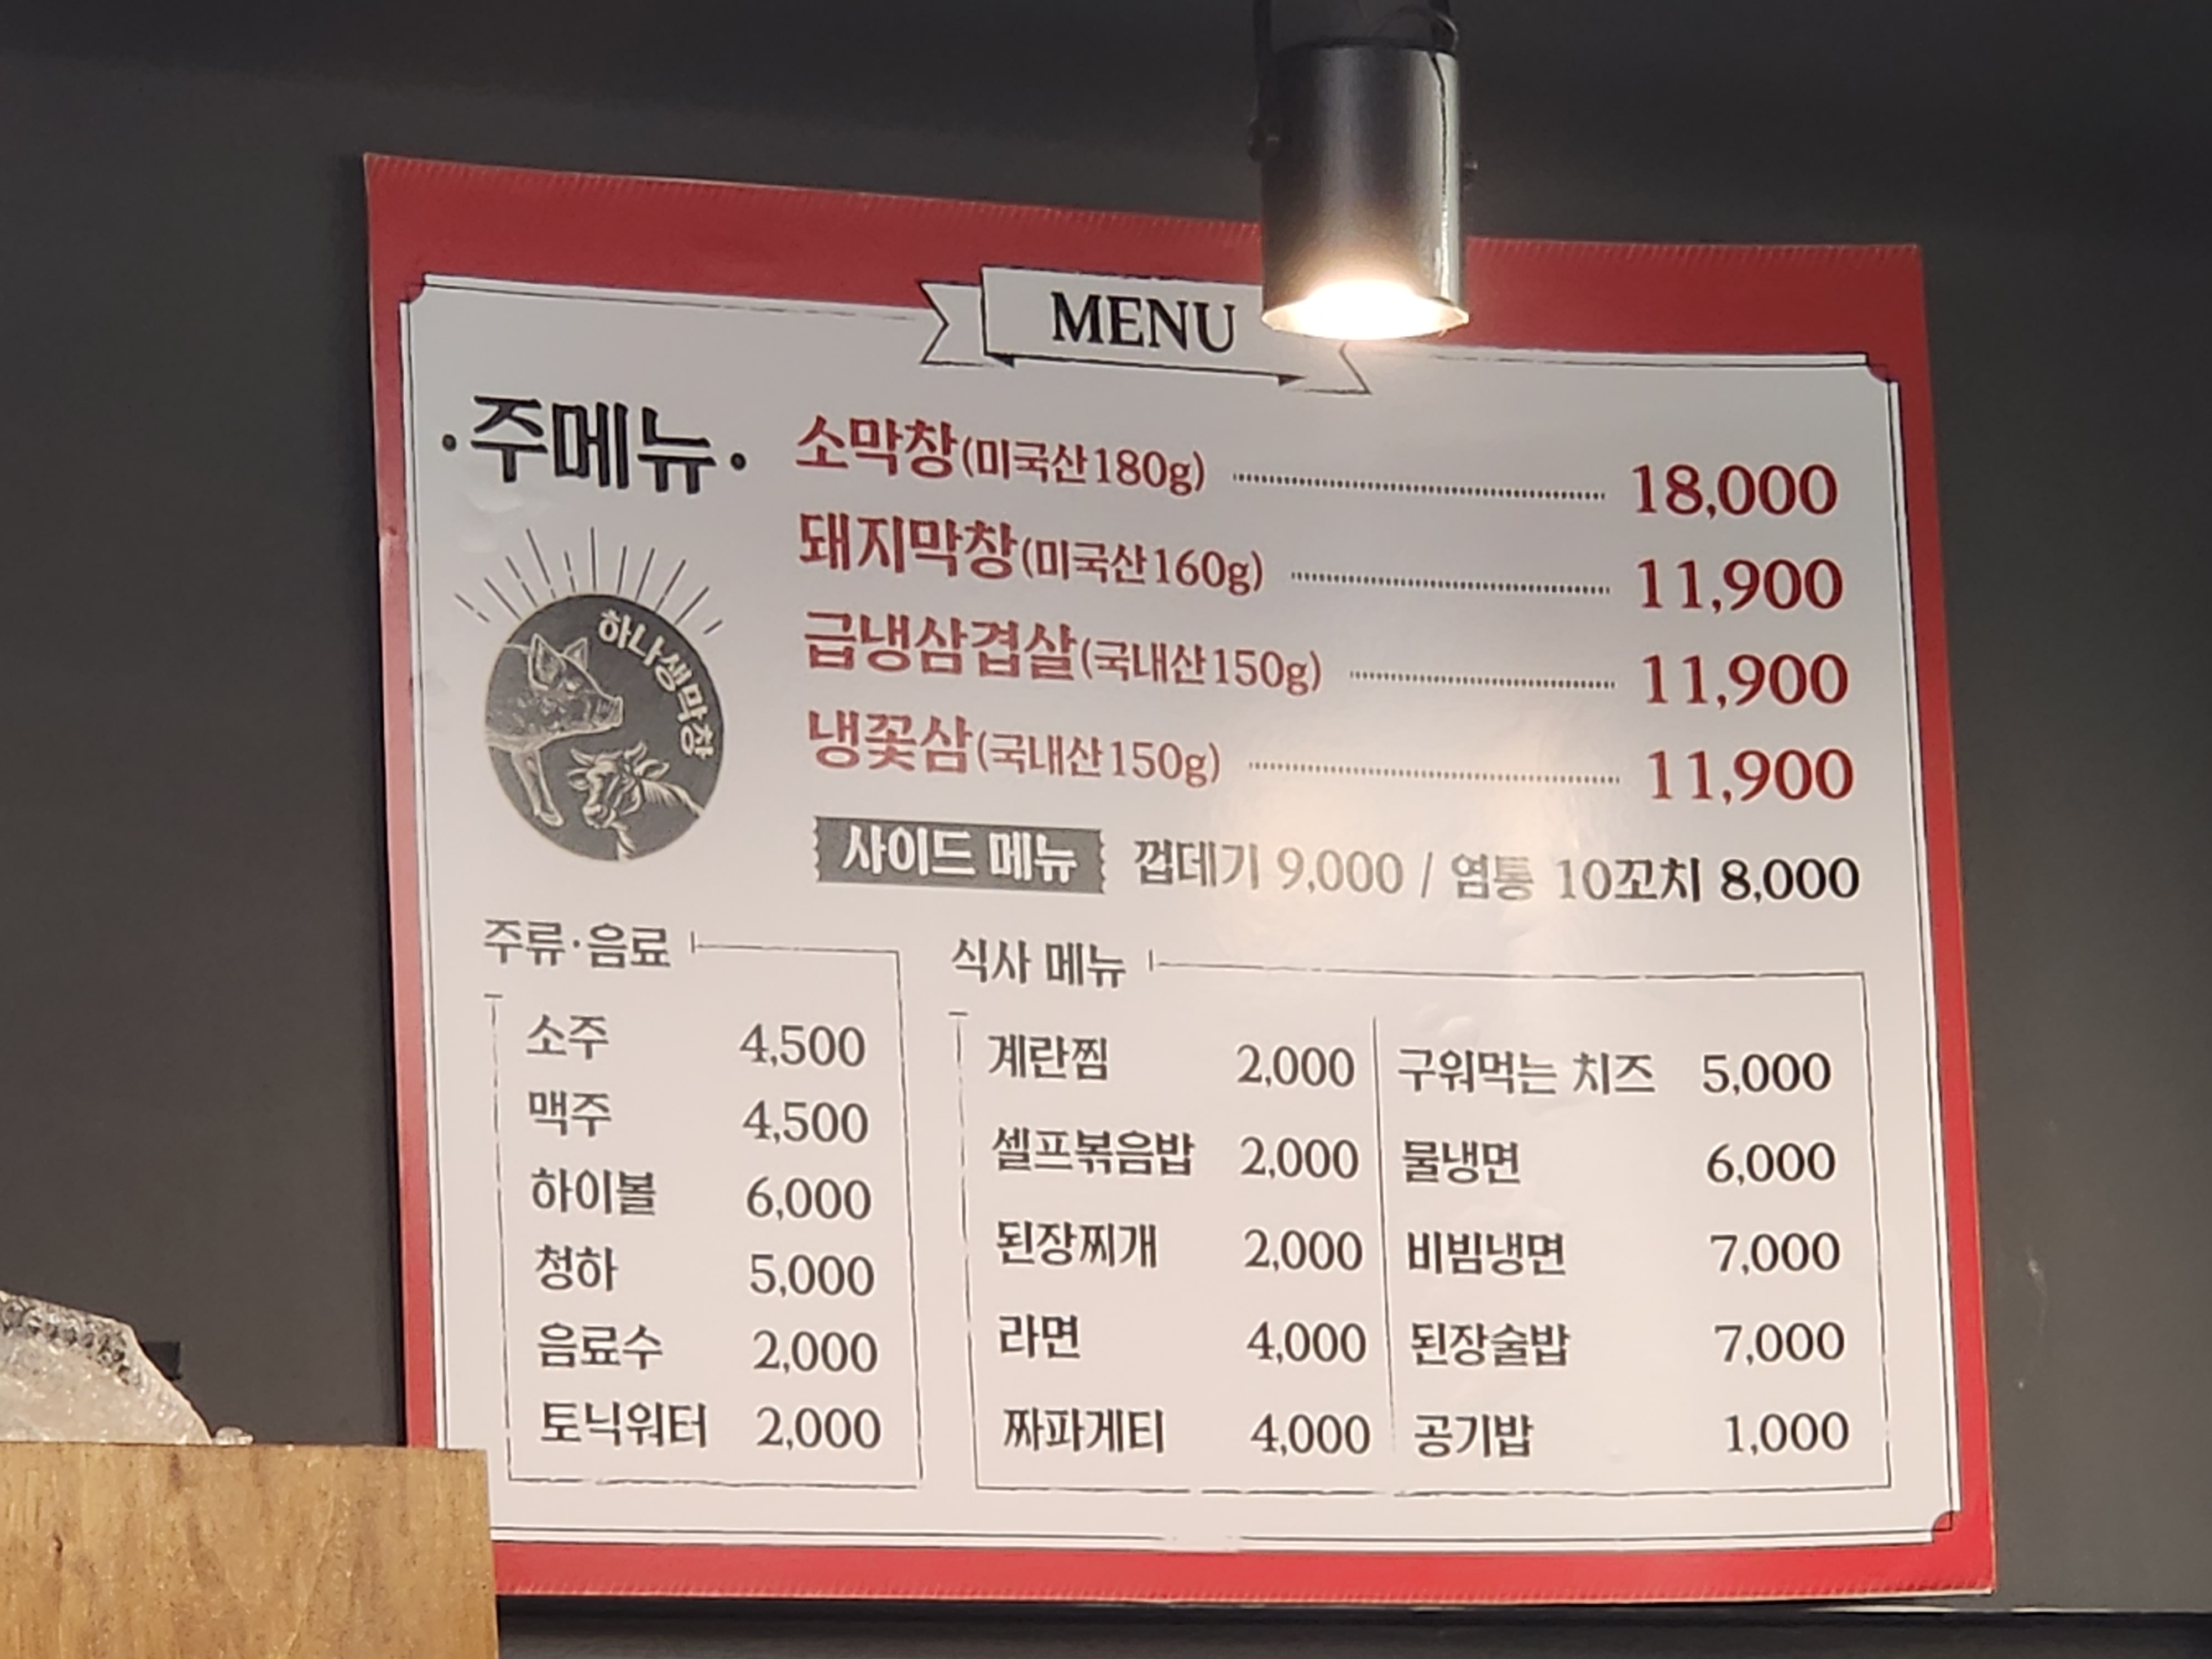 MENU
·주메뉴·
소막창(미국산180g) 18,000
돼지막창(미국산160g) 11,900
급냉삼겹살(국내산150g) 11,900
냉꽃삼(국내산150g) 11,900
하나생막창
사이드 메뉴 껍데기 9,000 / 염통 10꼬치 8,000
주류·음료
소주 4,500
맥주 4,500
하이볼 6,000
청하 5,000
음료수 2,000
토닉워터 2,000
식사 메뉴
계란찜 2,000
셀프볶음밥 2,000
된장찌개 2,000
라면 4,000
짜파게티 4,000
구워먹는 치즈 5,000
물냉면 6,000
비빔냉면 7,000
된장술밥 7,000
공기밥 1,000